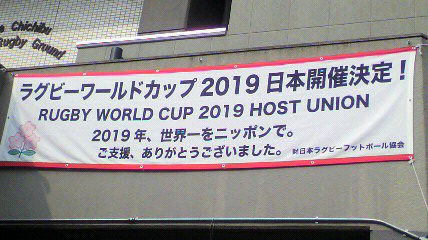 e Chichibu
Rugby Ground
ラグビーワールドカップ2019日本開催決定！
RUGBY WORLD CUP 2019 HOST UNION
2019年、世界一をニッポンで。
ご支援、ありがとうございました。 財日本ラグビーフットボール協会